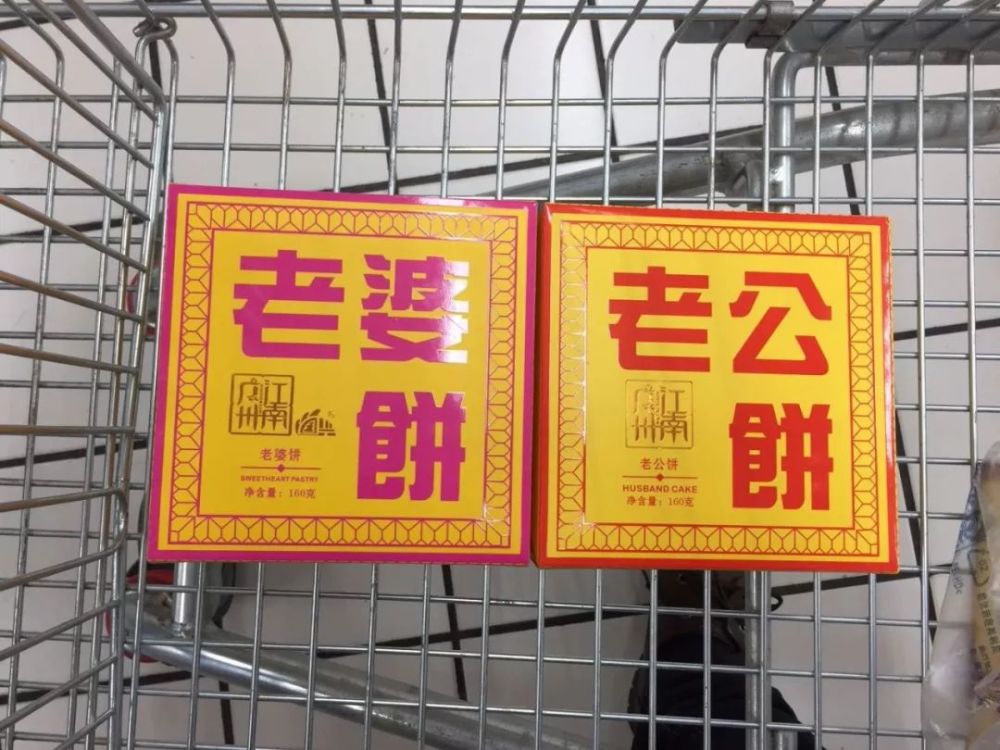 老婆
餅
江南
廣州
老婆饼
SWEETHEART PASTRY
净含量：160克
老公
餅
江南
廣州
老公饼
HUSBAND CAKE
净含量：160克